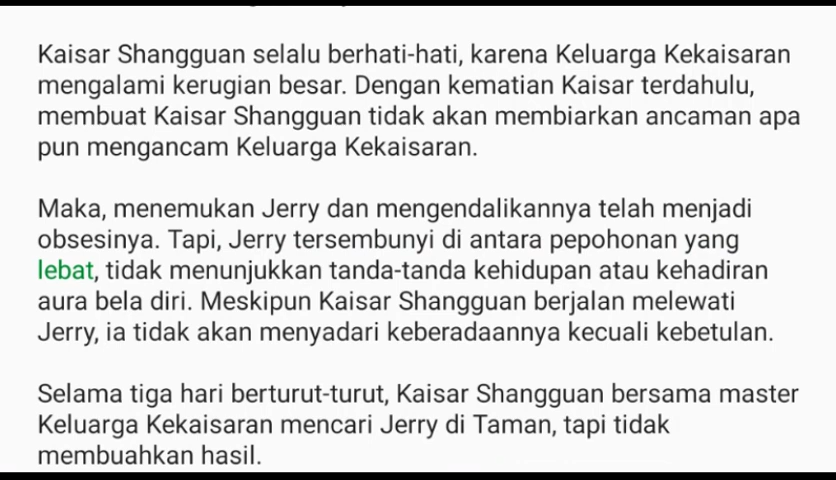 Kaisar Shangguan selalu berhati-hati, karena Keluarga Kekaisaran
mengalami kerugian besar. Dengan kematian Kaisar terdahulu,
membuat Kaisar Shangguan tidak akan membiarkan ancaman apa
pun mengancam Keluarga Kekaisaran.
Maka, menemukan Jerry dan mengendalikannya telah menjadi
obsesinya. Tapi, Jerry tersembunyi di antara pepohonan yang
lebat, tidak menunjukkan tanda-tanda kehidupan atau kehadiran
aura bela diri. Meskipun Kaisar Shangguan berjalan melewati
Jerry, ia tidak akan menyadari keberadaannya kecuali kebetulan.
Selama tiga hari berturut-turut, Kaisar Shangguan bersama master
Keluarga Kekaisaran mencari Jerry di Taman, tapi tidak
membuahkan hasil.